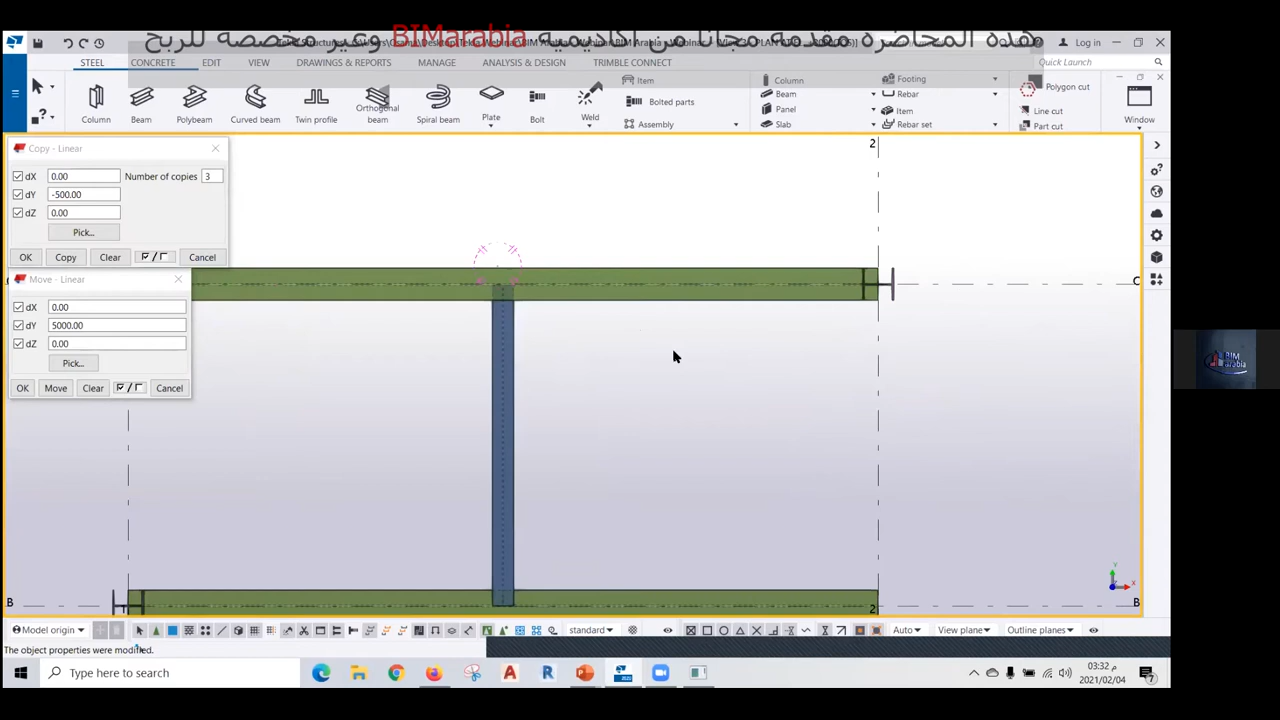 هذه المحاضرة مقدمة مجانا من أكاديمية BIMarabia وغير مخصصة للربح
Log in
STEEL CONCRETE EDIT VIEW DRAWINGS & REPORTS MANAGE ANALYSIS & DESIGN TRIMBLE CONNECT
Quick Launch
Column Beam Polybeam Curved beam Twin profile Orthogonal beam Spiral beam Plate Bolt Weld
Item
Bolted parts
Assembly
Column
Beam
Panel
Slab
Footing
Rebar
Item
Rebar set
Polygon cut
Line cut
Part cut
Window
Copy - Linear
dX 0.00 Number of copies 3
dY -500.00
dZ 0.00
Pick...
OK Copy Clear Cancel
Move - Linear
dX 0.00
dY 5000.00
dZ 0.00
Pick...
OK Move Clear Cancel
2
C
B
2
B
Y
X
BIM
arabia
Model origin standard Auto View plane Outline planes
The object properties were modified.
Type here to search
03:32 م
2021/02/04
7